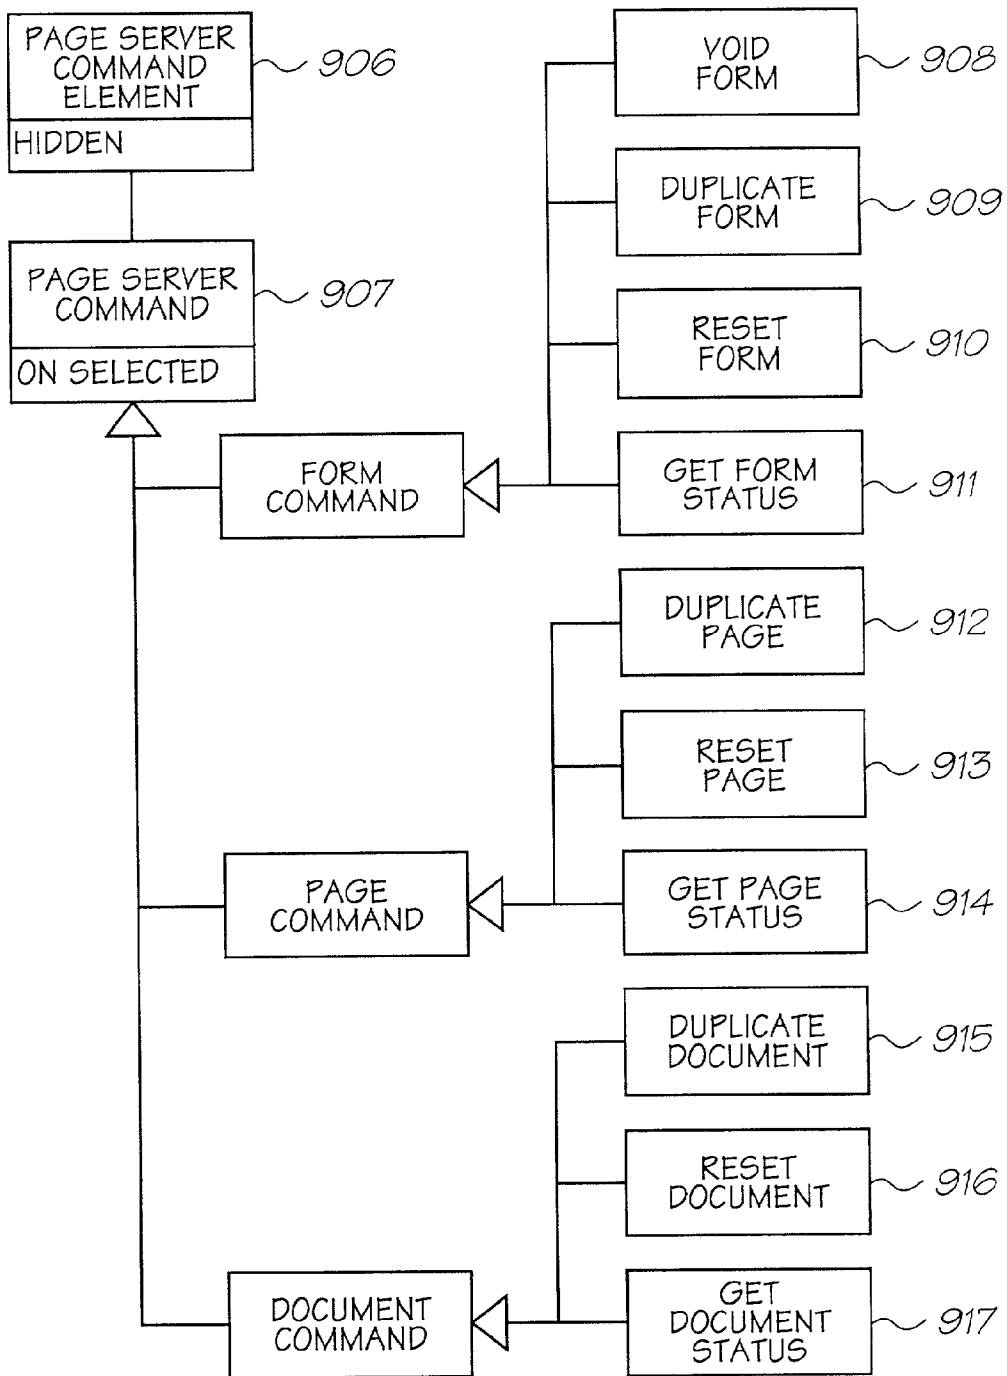 PAGE SERVER
COMMAND
ELEMENT
906
HIDDEN
PAGE SERVER
COMMAND
907
ON SELECTED
FORM
COMMAND
VOID
FORM
908
DUPLICATE
FORM
909
RESET
FORM
910
GET FORM
STATUS
911
PAGE
COMMAND
DUPLICATE
PAGE
912
RESET
PAGE
913
GET PAGE
STATUS
914
DOCUMENT
COMMAND
DUPLICATE
DOCUMENT
915
RESET
DOCUMENT
916
GET
DOCUMENT
STATUS
917